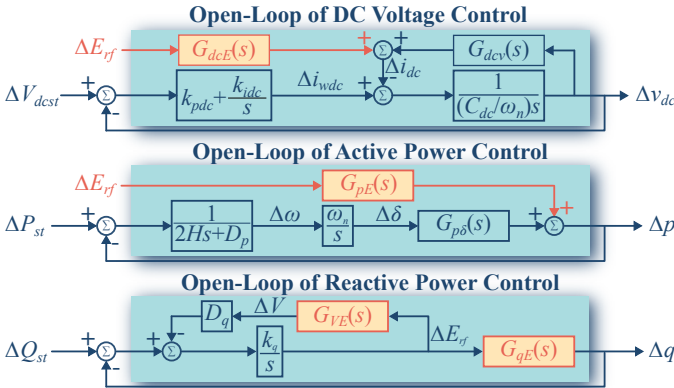 Open-Loop of DC Voltage Control
ΔE_rf G_dcE(s) + + G_dcv(s)
Σ - Δi_dc
ΔV_dcst + Σ - k_pdc + k_idc/s Δi_wdc + Σ 1/((C_dc/ω_n)s) Δv_dc
Open-Loop of Active Power Control
ΔE_rf G_pE(s) +
ΔP_st + Σ - 1/(2Hs+D_p) Δω ω_n/s Δδ G_pδ(s) + Σ Δp
Open-Loop of Reactive Power Control
D_q ΔV G_VE(s)
ΔQ_st + Σ - + Σ - k_q/s ΔE_rf G_qE(s) Δq